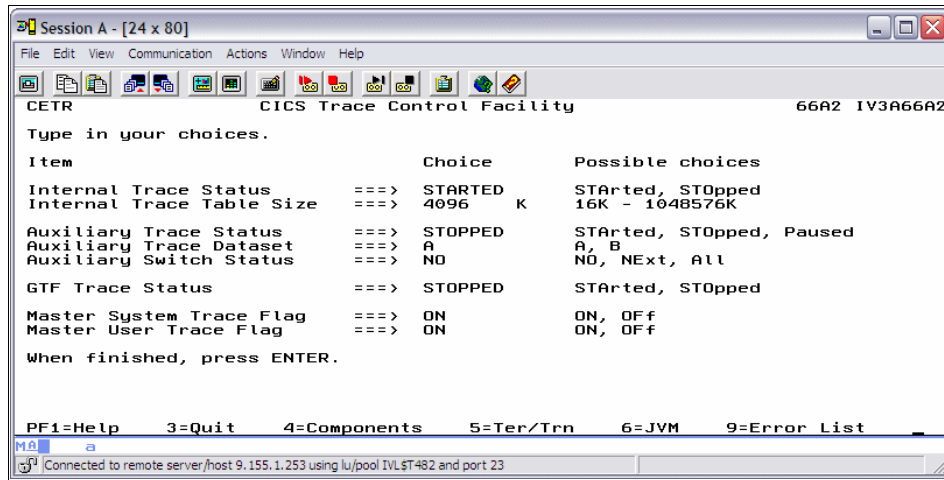 Session A - [24 x 80]
File Edit View Communication Actions Window Help
CETR CICS Trace Control Facility 66A2 IV3A66A2
Type in your choices.
Item Choice Possible choices
Internal Trace Status ===> STARTED STArted, STOpped
Internal Trace Table Size ===> 4096 K 16K - 1048576K
Auxiliary Trace Status ===> STOPPED STArted, STOpped, Paused
Auxiliary Trace Dataset ===> A A, B
Auxiliary Switch Status ===> NO NO, NExt, All
GTF Trace Status ===> STOPPED STArted, STOpped
Master System Trace Flag ===> ON ON, OFf
Master User Trace Flag ===> ON ON, OFf
When finished, press ENTER.
PF1=Help 3=Quit 4=Components 5=Ter/Trn 6=JVM 9=Error List
MA a
Connected to remote server/host 9.155.1.253 using lu/pool IVL$T482 and port 23